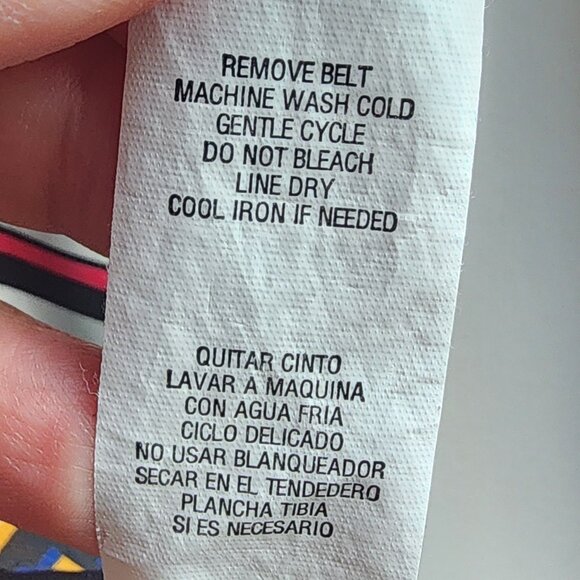 REMOVE BELT
MACHINE WASH COLD
GENTLE CYCLE
DO NOT BLEACH
LINE DRY
COOL IRON IF NEEDED
QUITAR CINTO
LAVAR A MAQUINA
CON AGUA FRIA
CICLO DELICADO
NO USAR BLANQUEADOR
SECAR EN EL TENDEDERO
PLANCHA TIBIA
SI ES NECESARIO